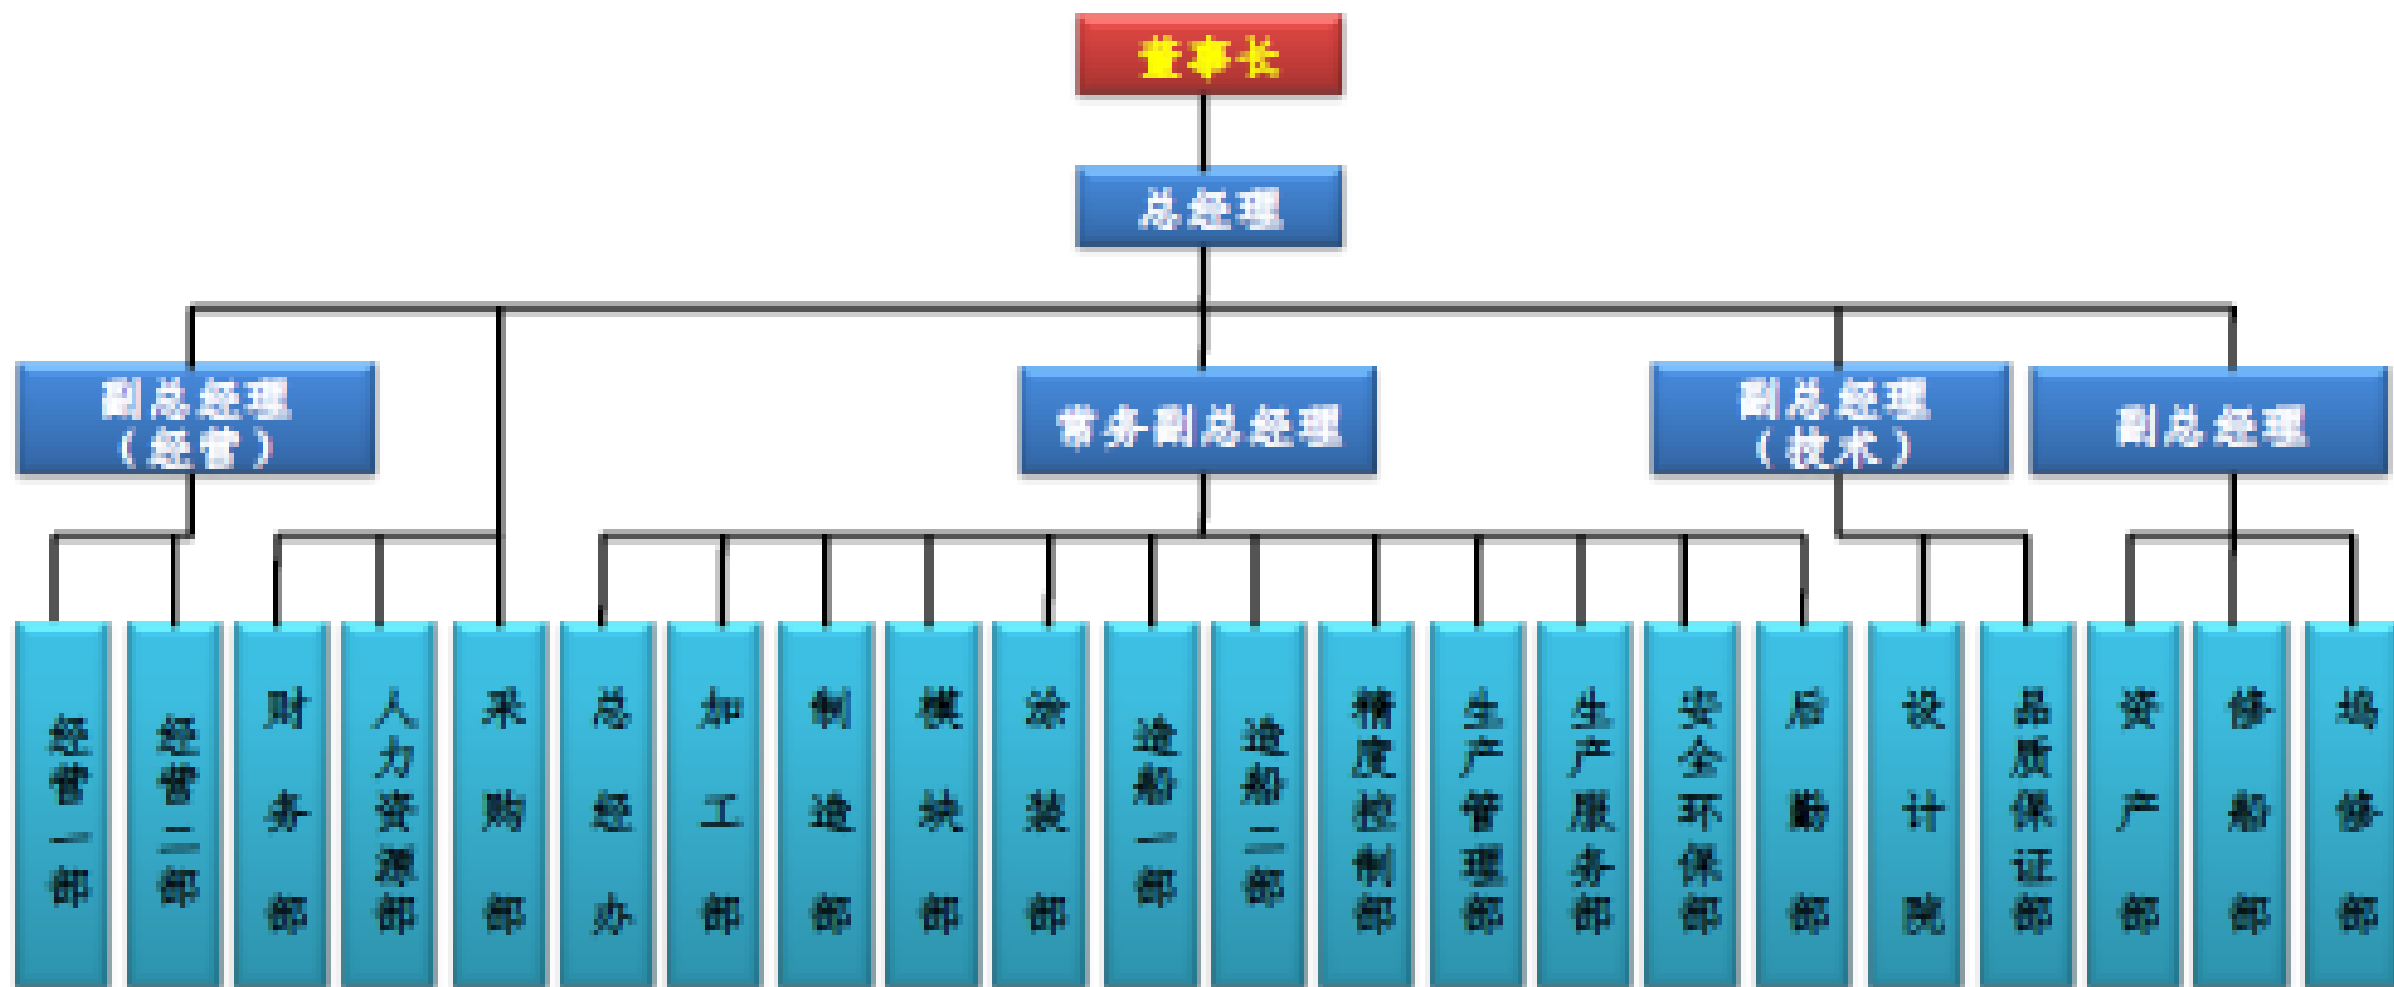 董事长
总经理
副总经理
（经营）
常务副总经理
副总经理
（技术）
副总经理
经营一部
经营二部
财务部
人力资源部
采购部
总经办
加工部
制造部
模块部
涂装部
造船一部
造船二部
精度控制部
生产管理部
生产服务部
安全环保部
后勤部
设计院
品质保证部
资产部
修船部
坞修部